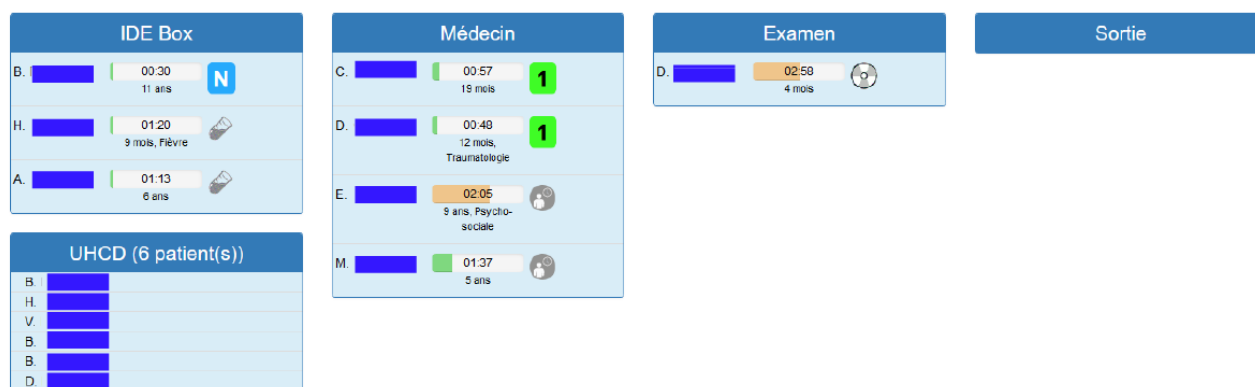 IDE Box
B.
00:30
11 ans
N
H.
01:20
9 mois, Fièvre
A.
01:13
6 ans
UHCD (6 patient(s))
B.
H.
V.
B.
B.
D.
Médecin
C.
00:57
19 mois
1
D.
00:48
12 mois,
Traumatologie
1
E.
02:05
9 ans, Psycho-
sociale
M.
01:37
5 ans
Examen
D.
02:58
4 mois
Sortie